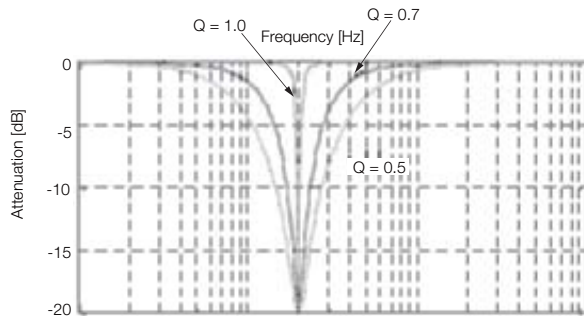 Q = 0.7
Q = 1.0
Frequency [Hz]
0
-5
-10
-15
-20
Attenuation [dB]
Q = 0.5